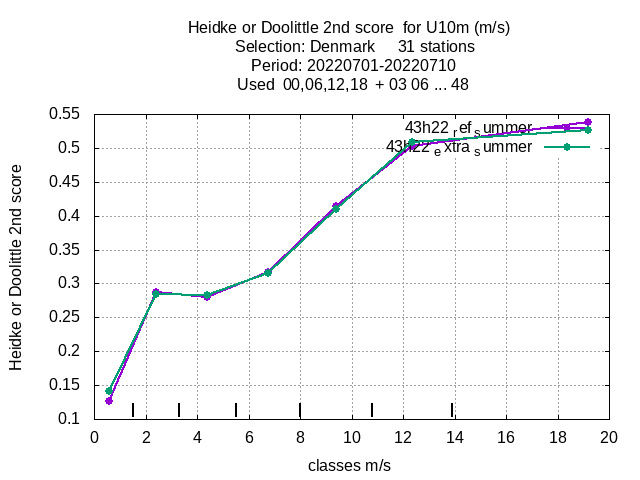 Heidke or Doolittle 2nd score  for U10m (m/s)
Selection: Denmark     31 stations
Period: 20220701-20220710
Used  00,06,12,18  + 03 06 ... 48
0.55
0.5
0.45
0.4
0.35
0.3
0.25
0.2
0.15
0.1
Heidke or Doolittle 2nd score
43h22_ref_summer
43h22_extra_summer
0 2 4 6 8 10 12 14 16 18 20
classes m/s